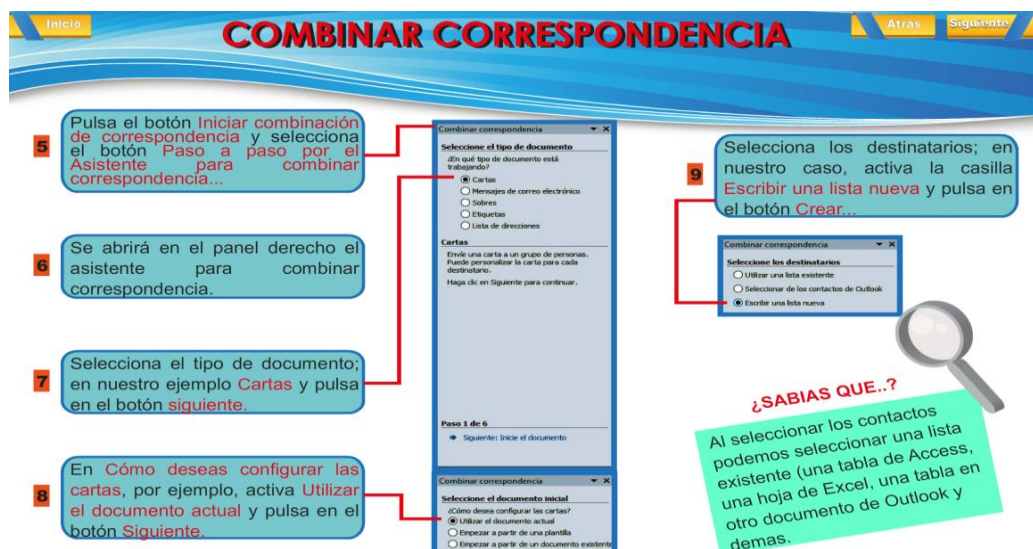 Inicio
COMBINAR CORRESPONDENCIA
Atras
Siguiente
5
Pulsa el botón Iniciar combinación
de correspondencia y selecciona
el botón Paso a paso por el
Asistente para combinar
correspondencia...
6
Se abrirá en el panel derecho el
asistente para combinar
correspondencia.
7
Selecciona el tipo de documento;
en nuestro ejemplo Cartas y pulsa
en el botón siguiente.
8
En Cómo deseas configurar las
cartas, por ejemplo, activa Utilizar
el documento actual y pulsa en el
botón Siguiente.
Combinar correspondencia
Seleccione el tipo de documento
¿En qué tipo de documento está
trabajando?
Cartas
Mensajes de correo electrónico
Sobres
Etiquetas
Lista de direcciones
Cartas
Envíe una carta a un grupo de personas.
Puede personalizar la carta para cada
destinatario.
Haga clic en Siguiente para continuar.
Paso 1 de 6
Siguiente: Inicie el documento
Combinar correspondencia
Seleccione el documento inicial
¿Cómo desea configurar las cartas?
Utilizar el documento actual
Empezar a partir de una plantilla
Empezar a partir de un documento existente
9
Selecciona los destinatarios; en
nuestro caso, activa la casilla
Escribir una lista nueva y pulsa en
el botón Crear...
Combinar correspondencia
Seleccione los destinatarios
Utilizar una lista existente
Seleccionar de los contactos de Outlook
Escribir una lista nueva
¿SABIAS QUE..?
Al seleccionar los contactos
podemos seleccionar una lista
existente (una tabla de Access,
una hoja de Excel, una tabla en
otro documento de Outlook y
demas.